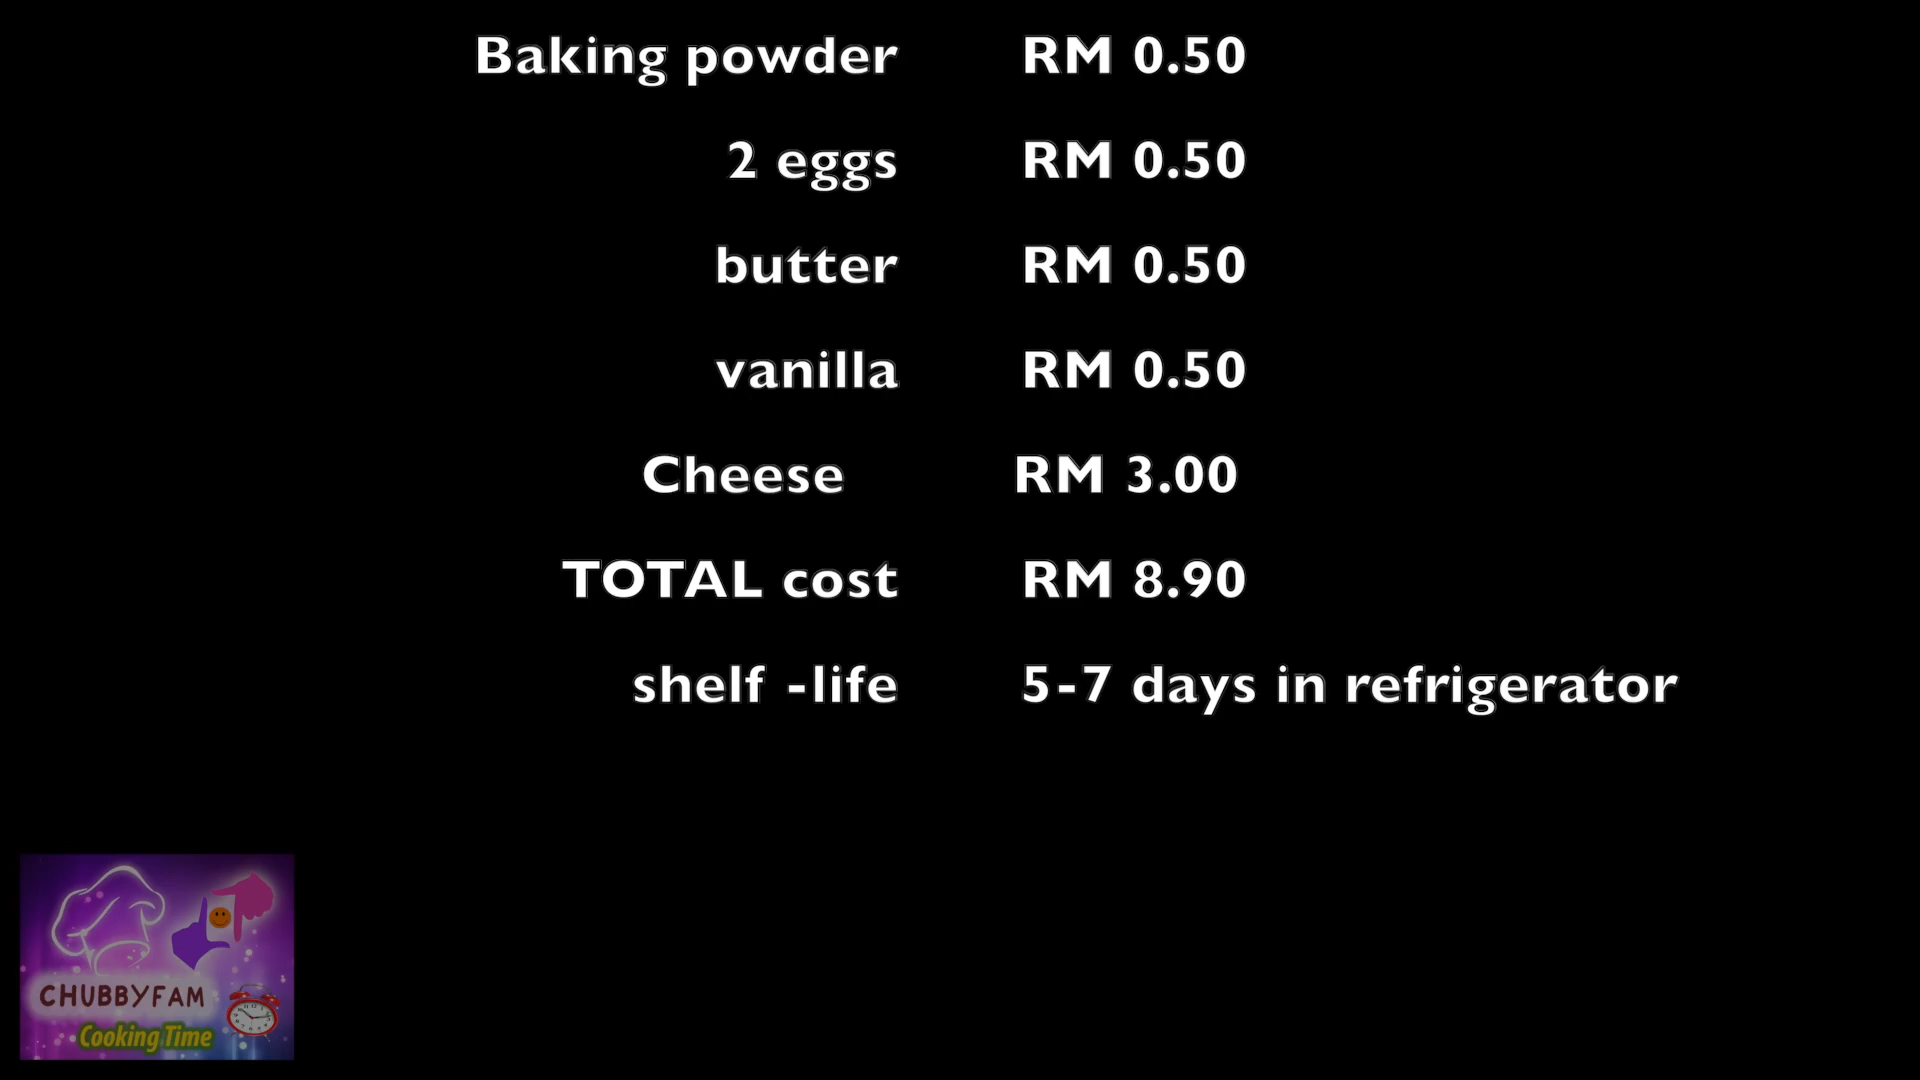 Baking powder RM 0.50
2 eggs RM 0.50
butter RM 0.50
vanilla RM 0.50
Cheese RM 3.00
TOTAL cost RM 8.90
shelf -life 5-7 days in refrigerator
CHUBBYFAM
Cooking Time